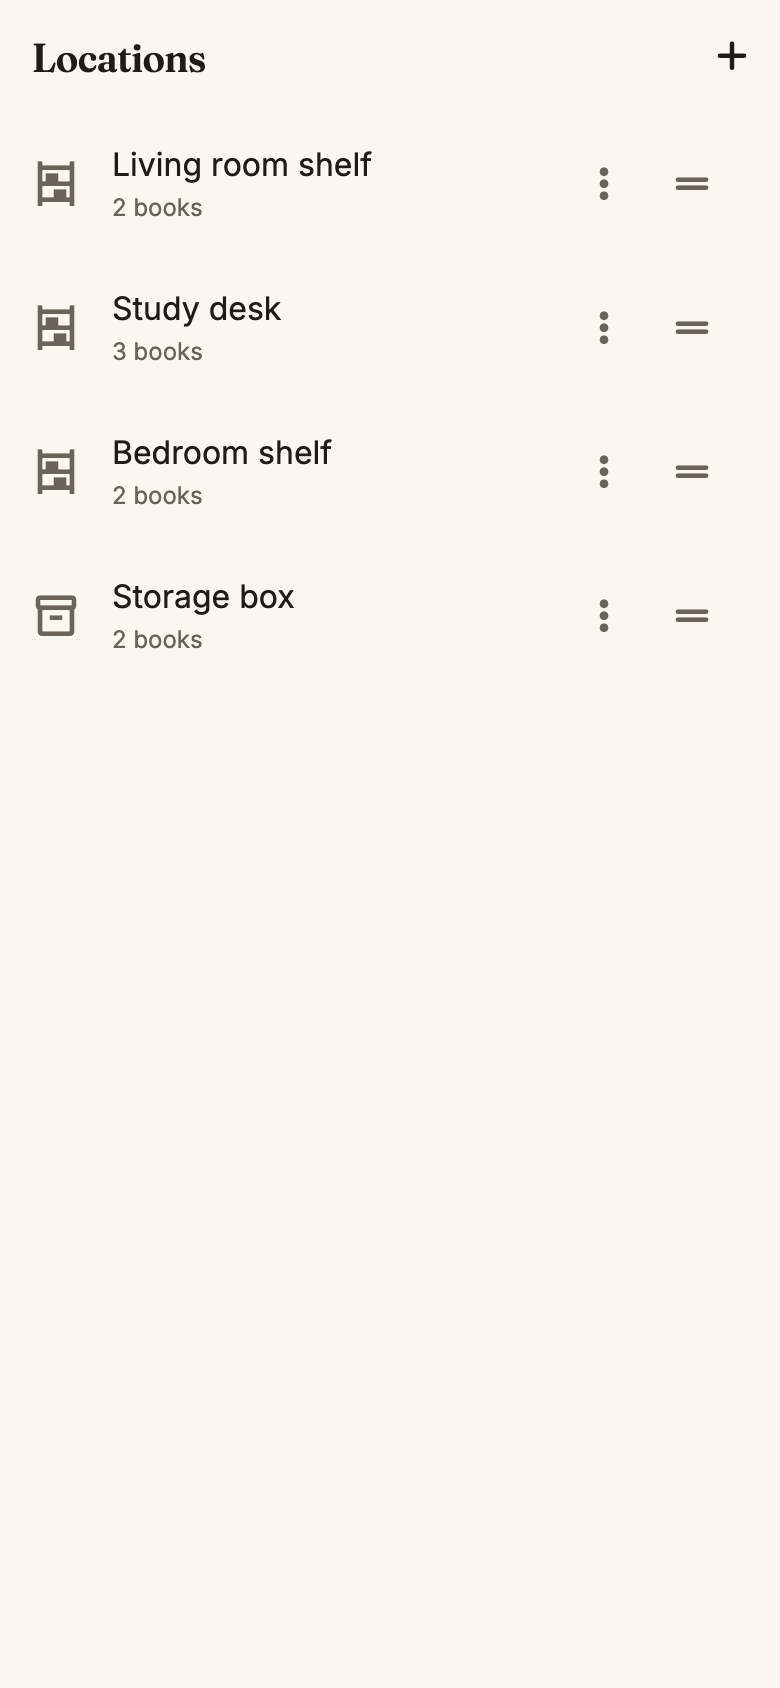 Locations
Living room shelf
2 books
Study desk
3 books
Bedroom shelf
2 books
Storage box
2 books